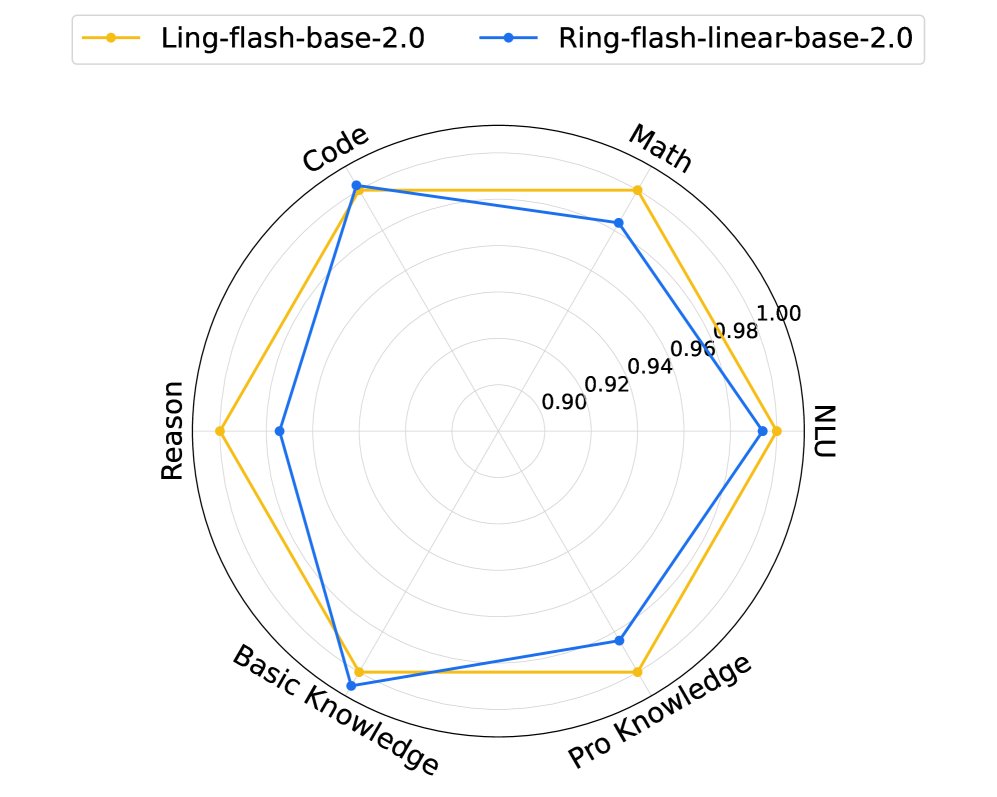 Ling-flash-base-2.0
Ring-flash-linear-base-2.0
Code
Math
1.00
0.98
0.96
0.94
0.92
0.90
Reason
NLU
Basic Knowledge
Pro Knowledge